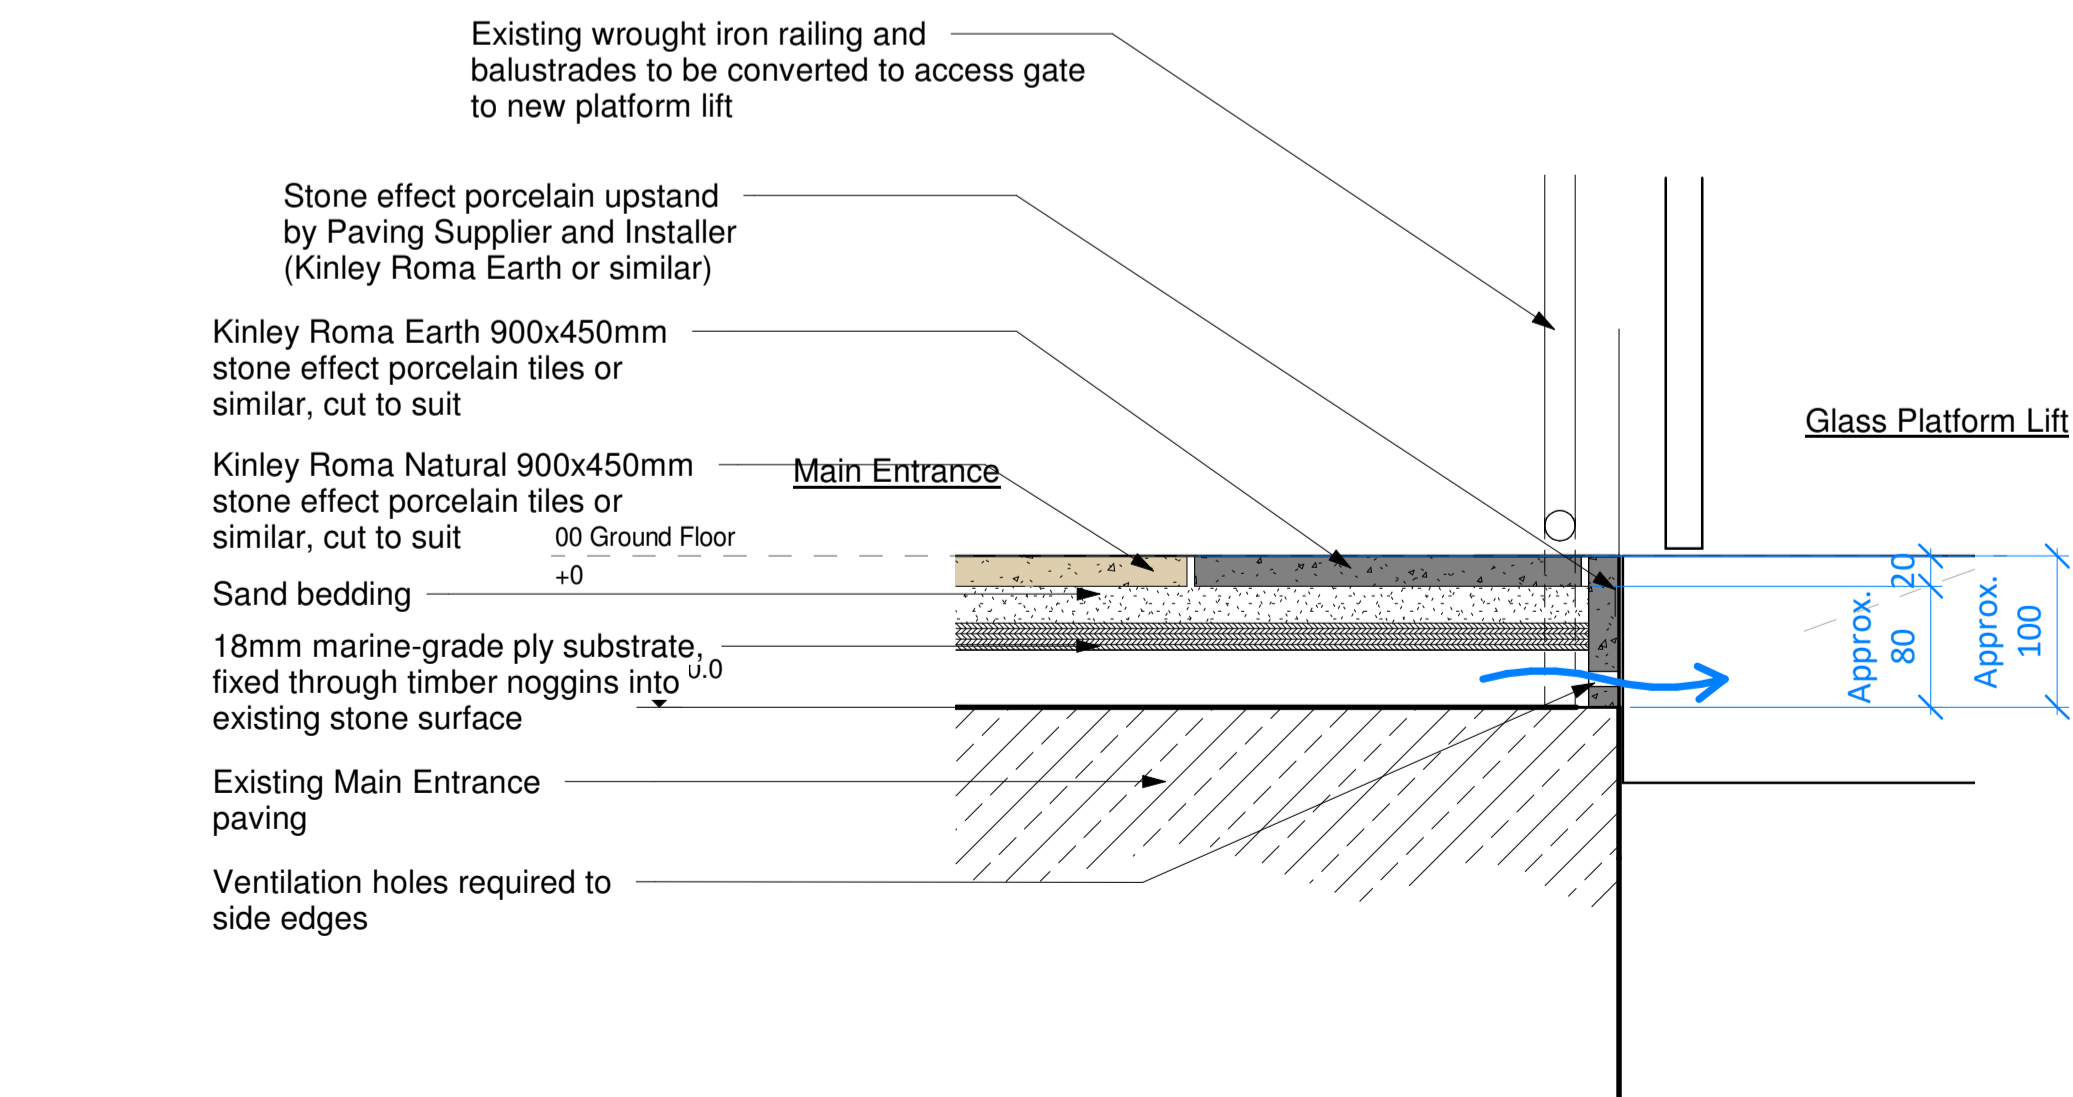 Existing wrought iron railing and
balustrades to be converted to access gate
to new platform lift
Stone effect porcelain upstand
by Paving Supplier and Installer
(Kinley Roma Earth or similar)
Kinley Roma Earth 900x450mm
stone effect porcelain tiles or
similar, cut to suit
Glass Platform Lift
Kinley Roma Natural 900x450mm
stone effect porcelain tiles or
similar, cut to suit
Main Entrance
00 Ground Floor
+0
Sand bedding
18mm marine-grade ply substrate,
fixed through timber noggins into
existing stone surface
Existing Main Entrance
paving
Ventilation holes required to
side edges
20
Approx.
80
Approx.
100